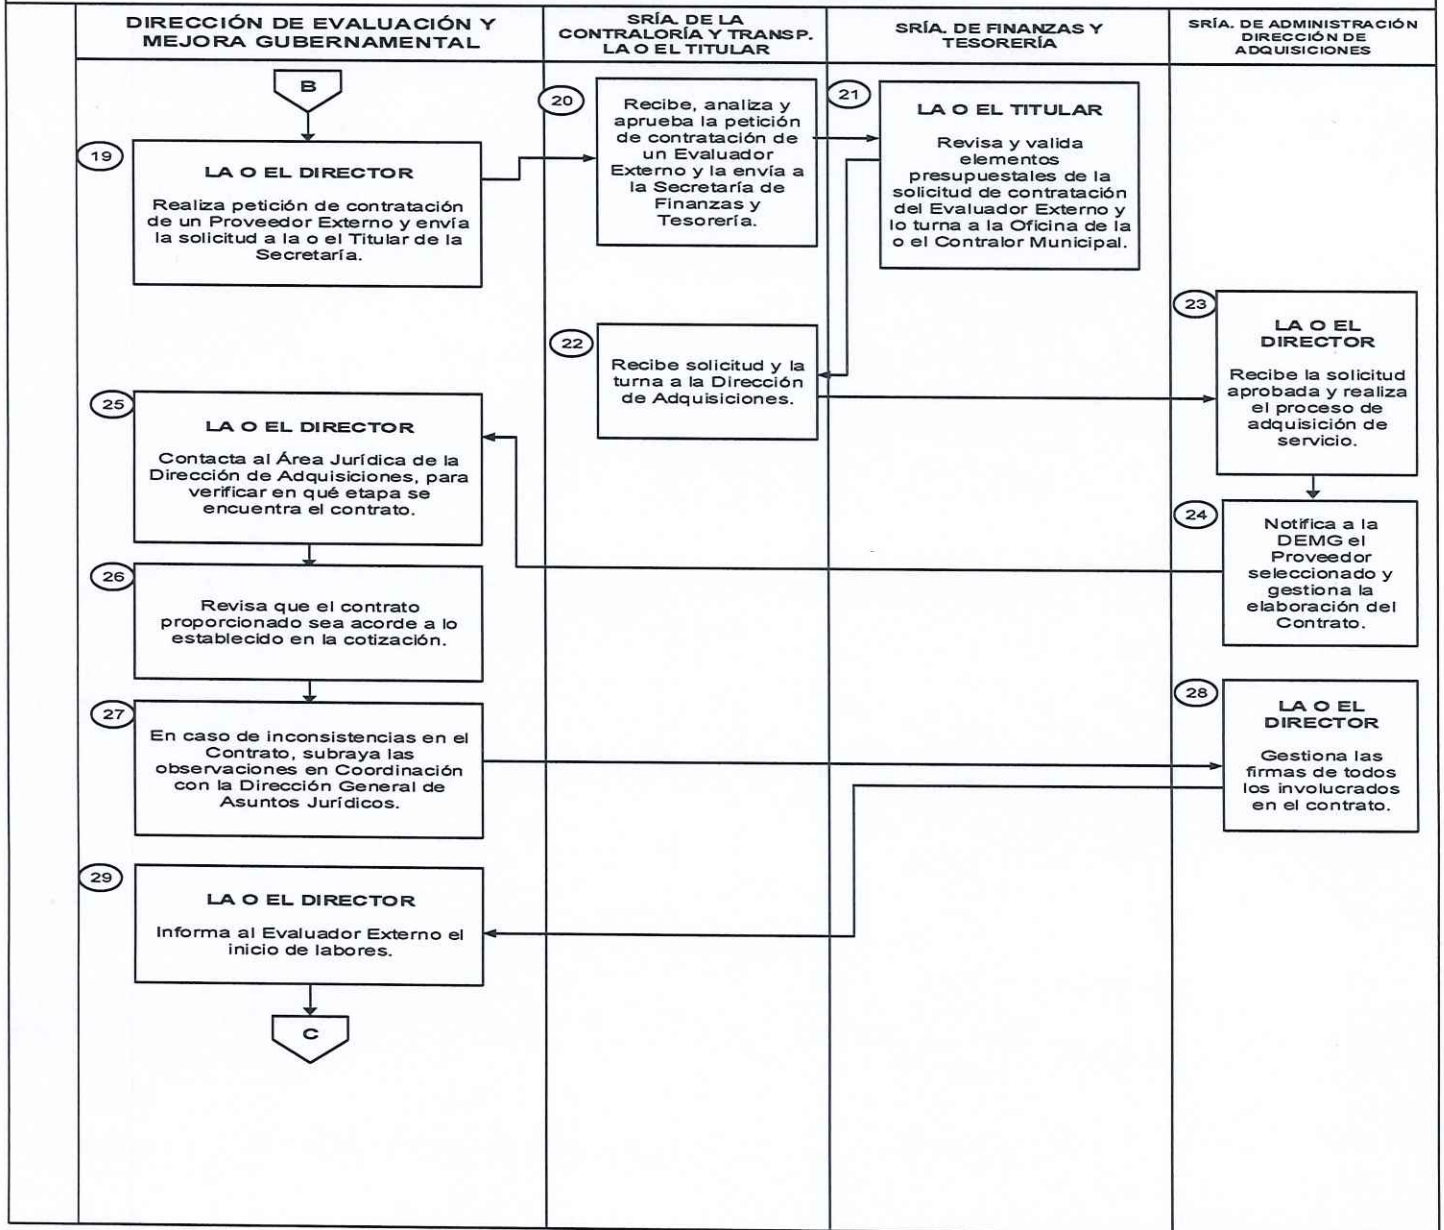 DIRECCIÓN DE EVALUACIÓN Y
MEJORA GUBERNAMENTAL
SRÍA. DE LA
CONTRALORÍA Y TRANSP.
LA O EL TITULAR
SRÍA. DE FINANZAS Y
TESORERÍA
SRÍA. DE ADMINISTRACIÓN
DIRECCIÓN DE
ADQUISICIONES
B
19
LA O EL DIRECTOR
Realiza petición de contratación
de un Proveedor Externo y envía
la solicitud a la o el Titular de la
Secretaría.
20
Recibe, analiza y
aprueba la petición
de contratación de
un Evaluador
Externo y la envía a
la Secretaría de
Finanzas y
Tesorería.
21
LA O EL TITULAR
Revisa y valida
elementos
presupuestales de la
solicitud de contratación
del Evaluador Externo y
lo turna a la Oficina de la
o el Contralor Municipal.
22
Recibe solicitud y la
turna a la Dirección
de Adquisiciones.
23
LA O EL
DIRECTOR
Recibe la solicitud
aprobada y realiza
el proceso de
adquisición de
servicio.
24
Notifica a la
DEMG el
Proveedor
seleccionado y
gestiona la
elaboración del
Contrato.
25
LA O EL DIRECTOR
Contacta al Área Jurídica de la
Dirección de Adquisiciones, para
verificar en qué etapa se
encuentra el contrato.
26
Revisa que el contrato
proporcionado sea acorde a lo
establecido en la cotización.
27
En caso de inconsistencias en el
Contrato, subraya las
observaciones en Coordinación
con la Dirección General de
Asuntos Jurídicos.
28
LA O EL
DIRECTOR
Gestiona las
firmas de todos
los involucrados
en el contrato.
29
LA O EL DIRECTOR
Informa al Evaluador Externo el
inicio de labores.
C